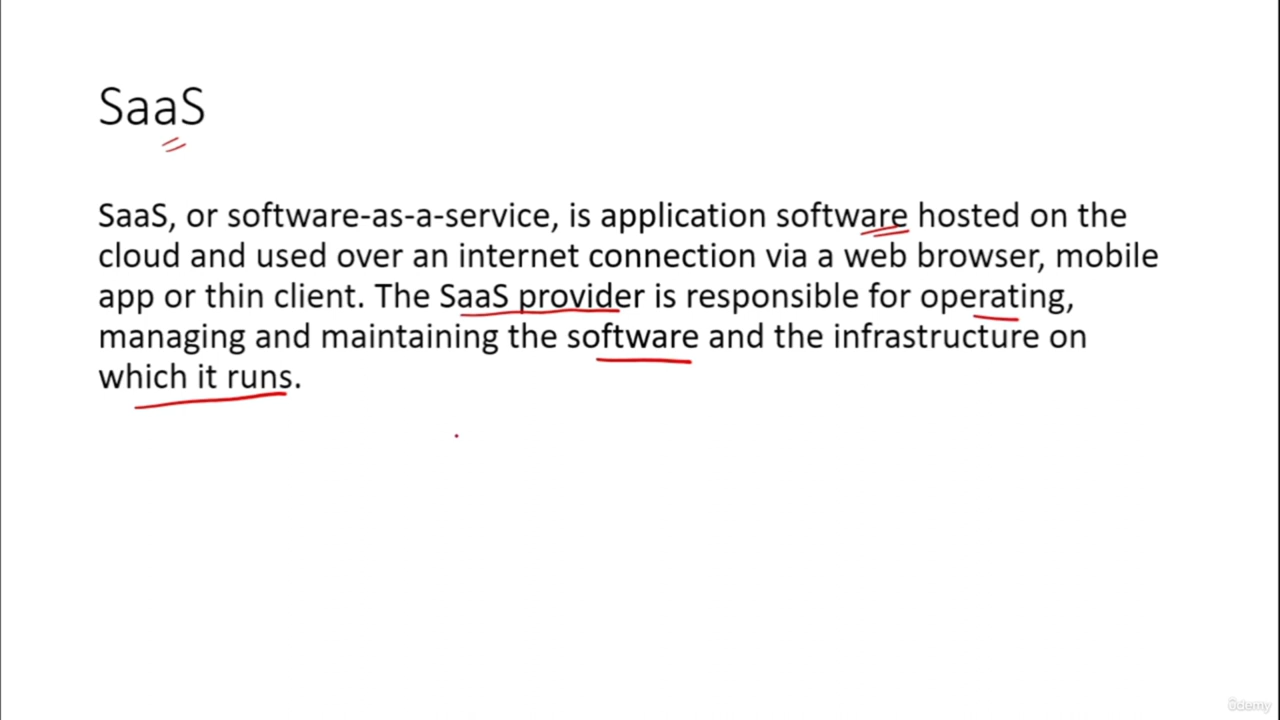 SaaS
SaaS, or software-as-a-service, is application software hosted on the
cloud and used over an internet connection via a web browser, mobile
app or thin client. The SaaS provider is responsible for operating,
managing and maintaining the software and the infrastructure on
which it runs.
ûdemy